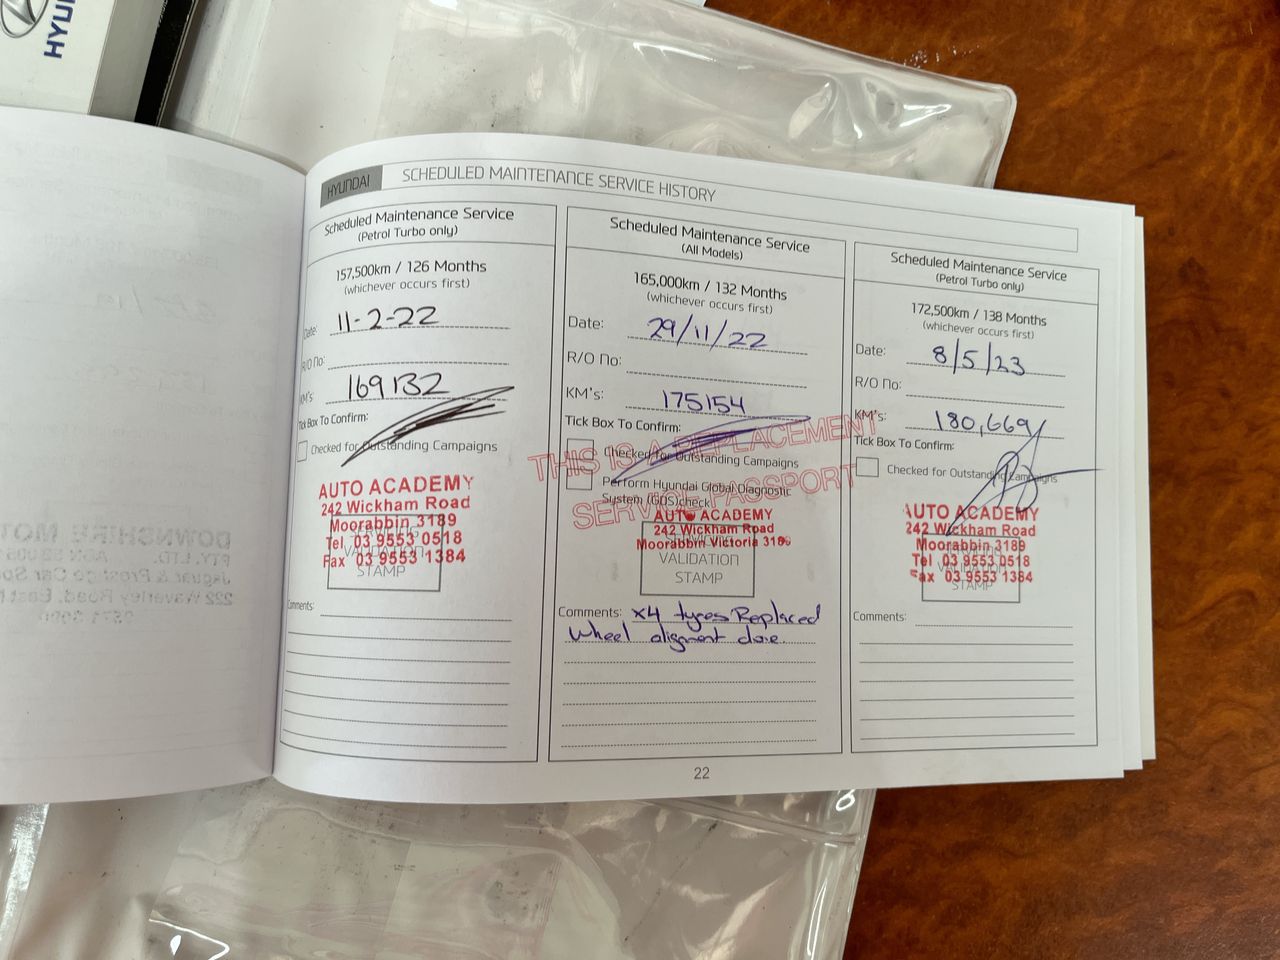 HYUNDAI
HYUNDAI SCHEDULED MAINTENANCE SERVICE HISTORY
Scheduled Maintenance Service
(Petrol Turbo only)
157,500km / 126 Months
(whichever occurs first)
Date: 11-2-22
R/O No:
KM's: 169132
Tick Box To Confirm:
Checked for Outstanding Campaigns
AUTO ACADEMY
242 Wickham Road
Moorabbin 3189
Tel 03 9553 0518
Fax 03 9553 1384
VALIDATION
STAMP
Comments:
Scheduled Maintenance Service
(All Models)
165,000km / 132 Months
(whichever occurs first)
Date: 29/11/22
R/O No:
KM's: 175154
Tick Box To Confirm:
Checked for Outstanding Campaigns
Perform Hyundai Global Diagnostic
System (GDS) check
THIS IS A REPLACEMENT
SERVICE PASSPORT
AUTO ACADEMY
242 Wickham Road
Moorabbin Victoria 3189
VALIDATION
STAMP
Comments: x4 tyres Replaced
Wheel aligment done.
Scheduled Maintenance Service
(Petrol Turbo only)
172,500km / 138 Months
(whichever occurs first)
Date: 8/5/23
R/O No:
KM's: 180,669
Tick Box To Confirm:
Checked for Outstanding Campaigns
AUTO ACADEMY
242 Wickham Road
Moorabbin 3189
Tel 03 9553 0518
Fax 03 9553 1384
VALIDATION
STAMP
Comments:
22